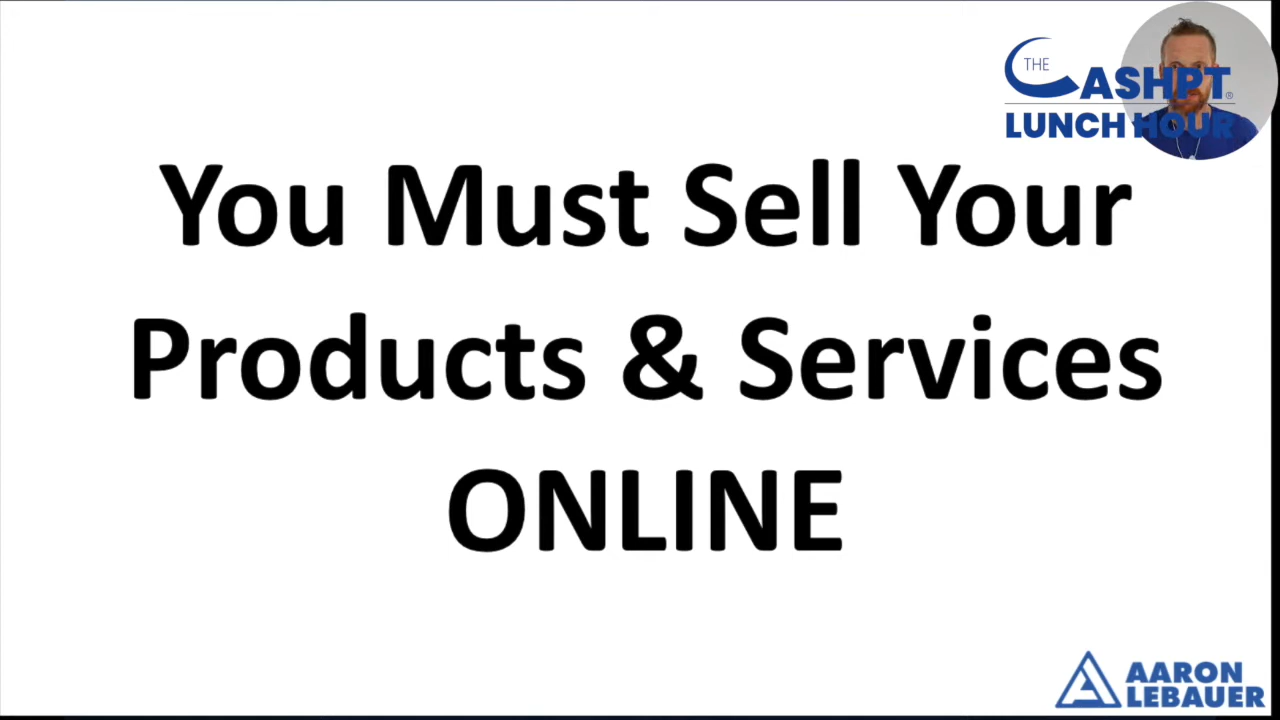 THE CASHPT®
LUNCH HOUR
You Must Sell Your
Products & Services
ONLINE
AARON
LEBAUER